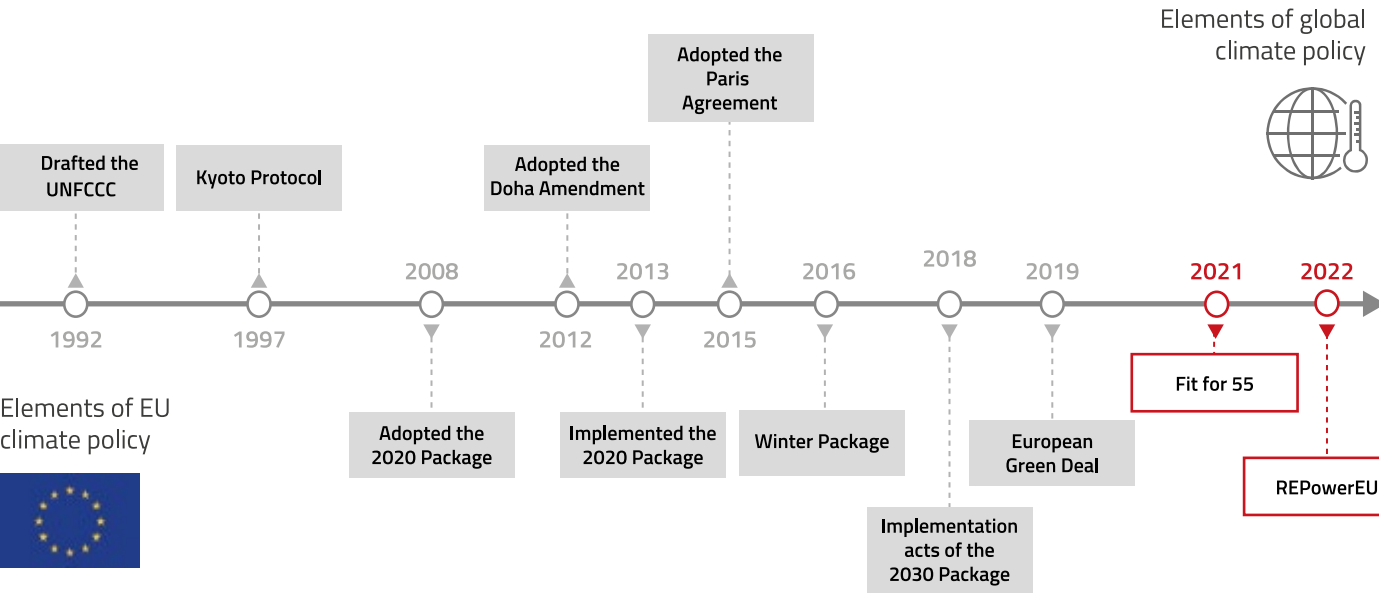 Elements of global
climate policy
Adopted the
Paris
Agreement
Drafted the
UNFCCC
Kyoto Protocol
Adopted the
Doha Amendment
2008
2013
2016
2018
2019
2021
2022
1992
1997
2012
2015
Elements of EU
climate policy
Adopted the
2020 Package
Implemented the
2020 Package
Winter Package
Implementation
acts of the
2030 Package
European
Green Deal
Fit for 55
REPowerEU